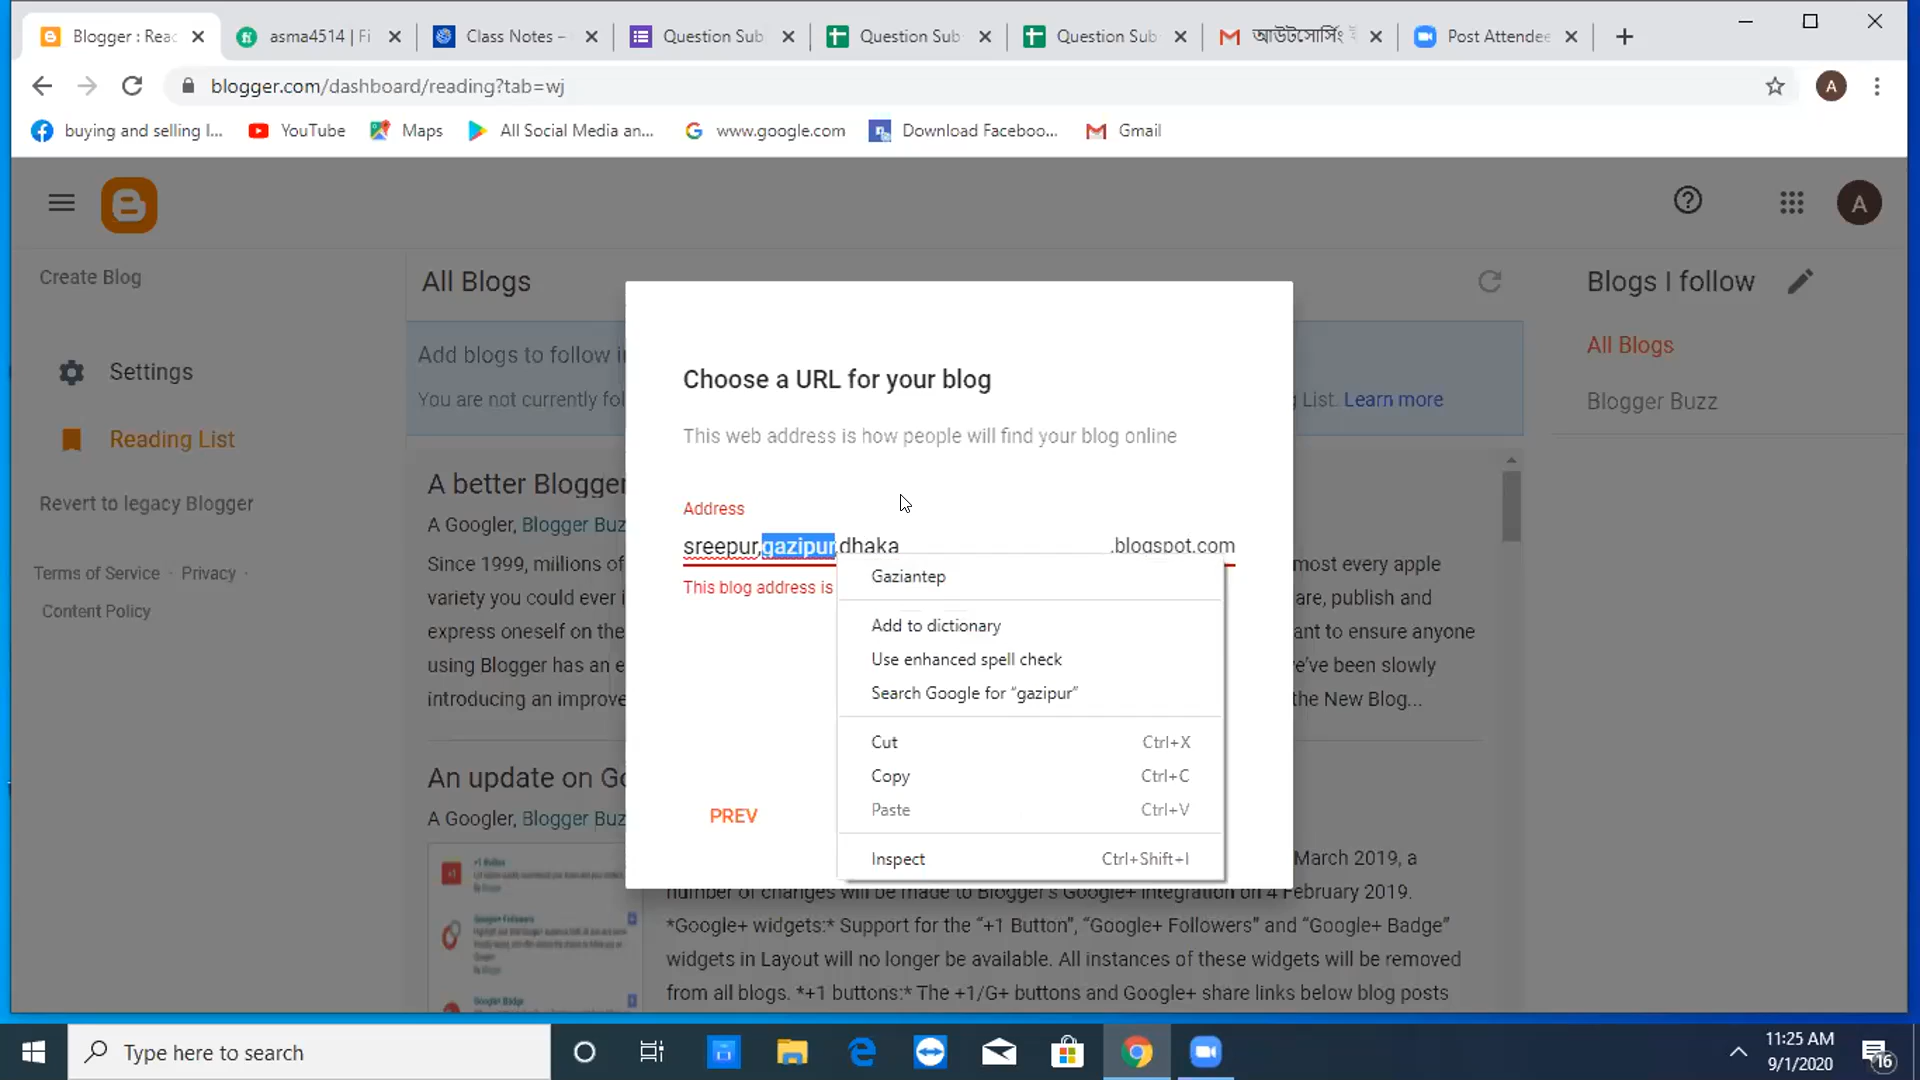 Blogger : Reac
asma4514 | Fi
Class Notes –
Question Sub
Question Sub
Question Sub
আউটসোর্সিং ই
Post Attendee
blogger.com/dashboard/reading?tab=wj
A
buying and selling l...
YouTube
Maps
All Social Media an...
www.google.com
Download Faceboo...
Gmail
A
Create Blog
All Blogs
Blogs I follow
Settings
Add blogs to follow i
All Blogs
You are not currently fol
List. Learn more
Blogger Buzz
Reading List
Revert to legacy Blogger
Terms of Service · Privacy ·
Content Policy
Choose a URL for your blog
This web address is how people will find your blog online
Address
sreepur,gazipur,dhaka
.blogspot.com
This blog address is
PREV
Gaziantep
Add to dictionary
Use enhanced spell check
Search Google for “gazipur”
Cut Ctrl+X
Copy Ctrl+C
Paste Ctrl+V
Inspect Ctrl+Shift+I
A better Blogger
A Googler, Blogger Buz
Since 1999, millions of
most every apple
variety you could ever i
are, publish and
express oneself on the
ant to ensure anyone
using Blogger has an e
we’ve been slowly
introducing an improve
the New Blog...
An update on Go
A Googler, Blogger Buz
March 2019, a
number of changes will be made to Blogger's Google+ integration on 4 February 2019.
*Google+ widgets:* Support for the “+1 Button”, “Google+ Followers” and “Google+ Badge”
widgets in Layout will no longer be available. All instances of these widgets will be removed
from all blogs. *+1 buttons:* The +1/G+ buttons and Google+ share links below blog posts
+1 Button
Google+ Followers
Google+ Badge
Type here to search
11:25 AM
9/1/2020
16